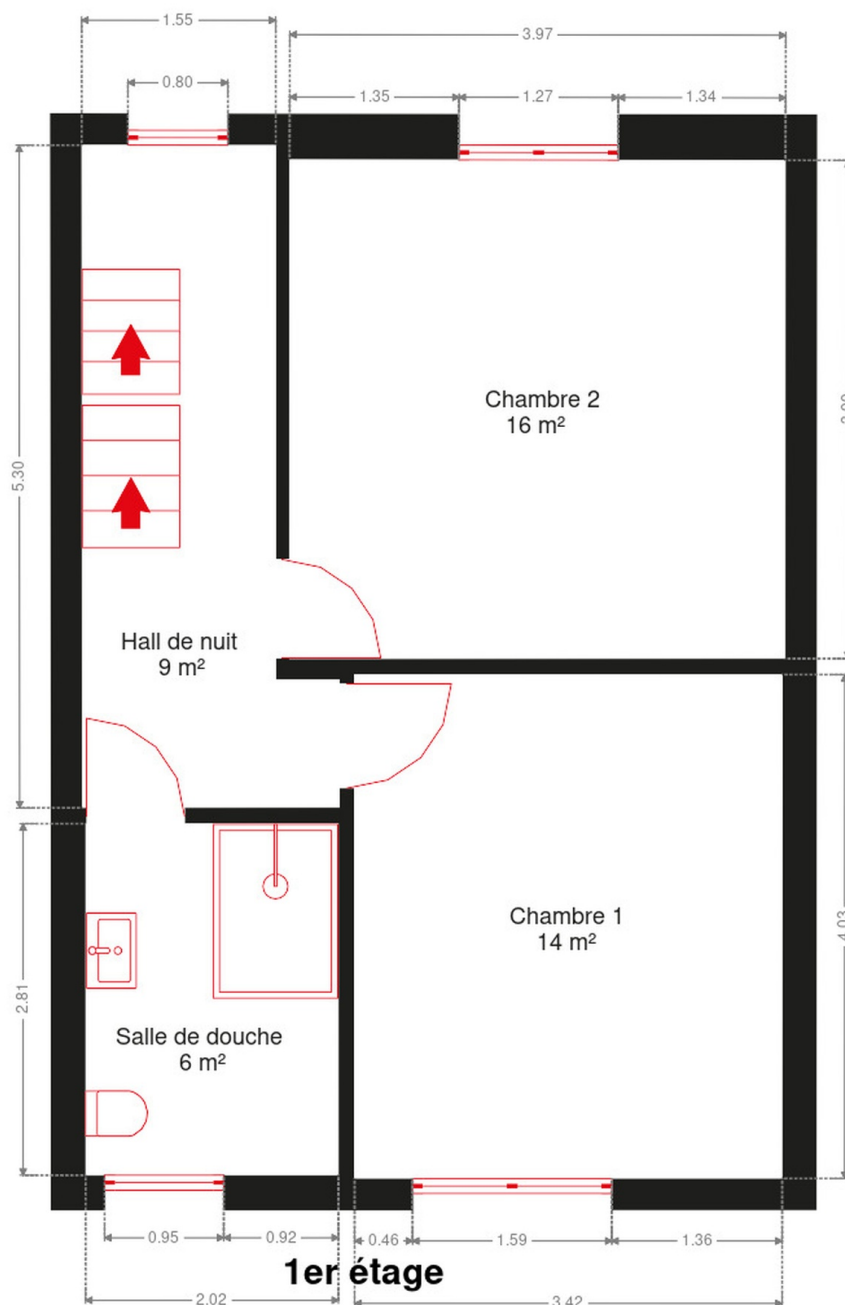 1.55
3.97
0.80
1.35
1.27
1.34
5.30
Chambre 2
16 m²
Hall de nuit
9 m²
Chambre 1
14 m²
4.03
2.81
Salle de douche
6 m²
0.95
0.92
0.46
1.59
1.36
1er étage
2.02
3.42